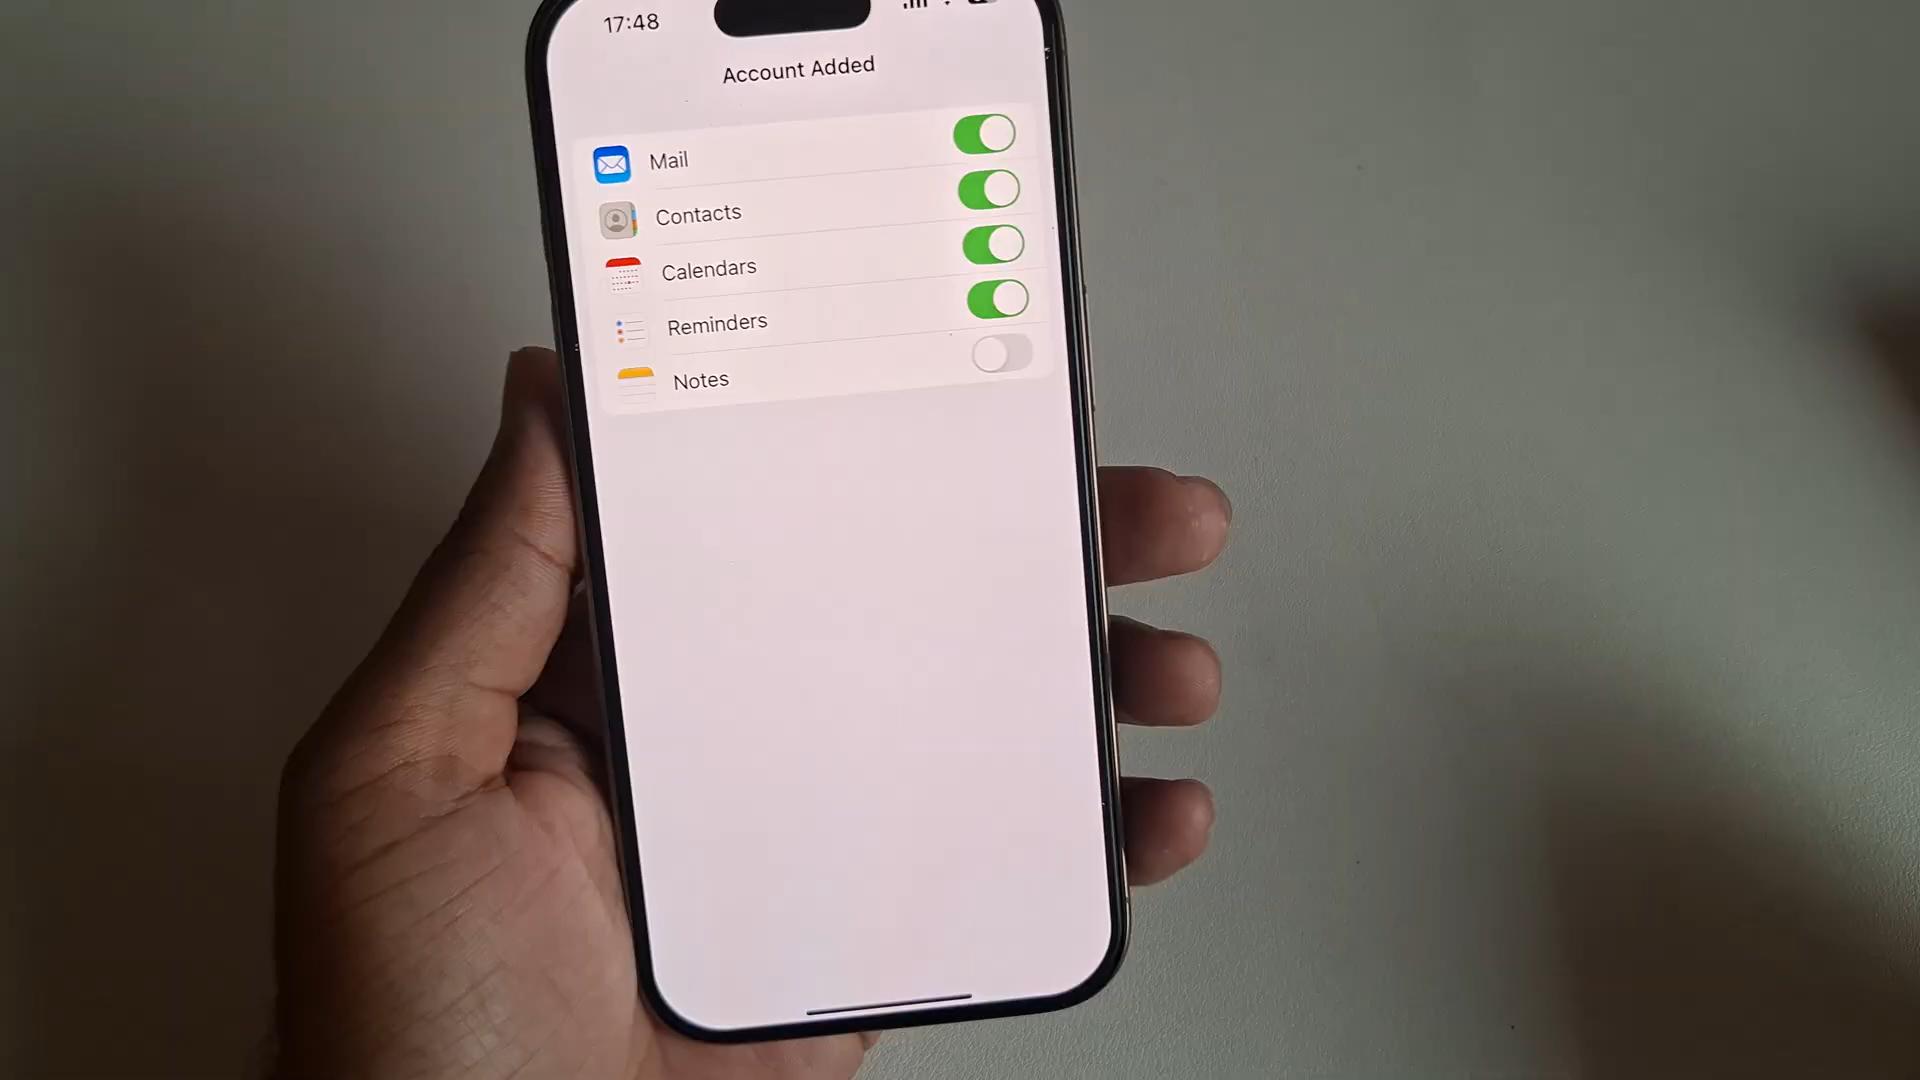 17:48
Account Added
Mail
Contacts
Calendars
Reminders
Notes